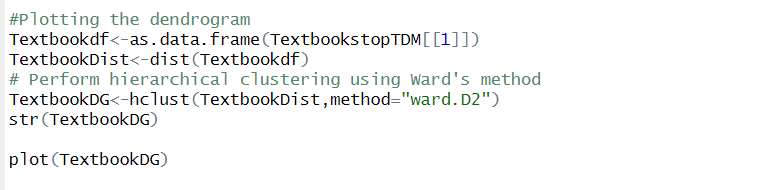 #Plotting the dendrogram
Textbookdf<-as.data.frame(TextbookstopTDM[[1]])
TextbookDist<-dist(Textbookdf)
# Perform hierarchical clustering using Ward's method
TextbookDG<-hclust(TextbookDist,method="ward.D2")
str(TextbookDG)
plot(TextbookDG)